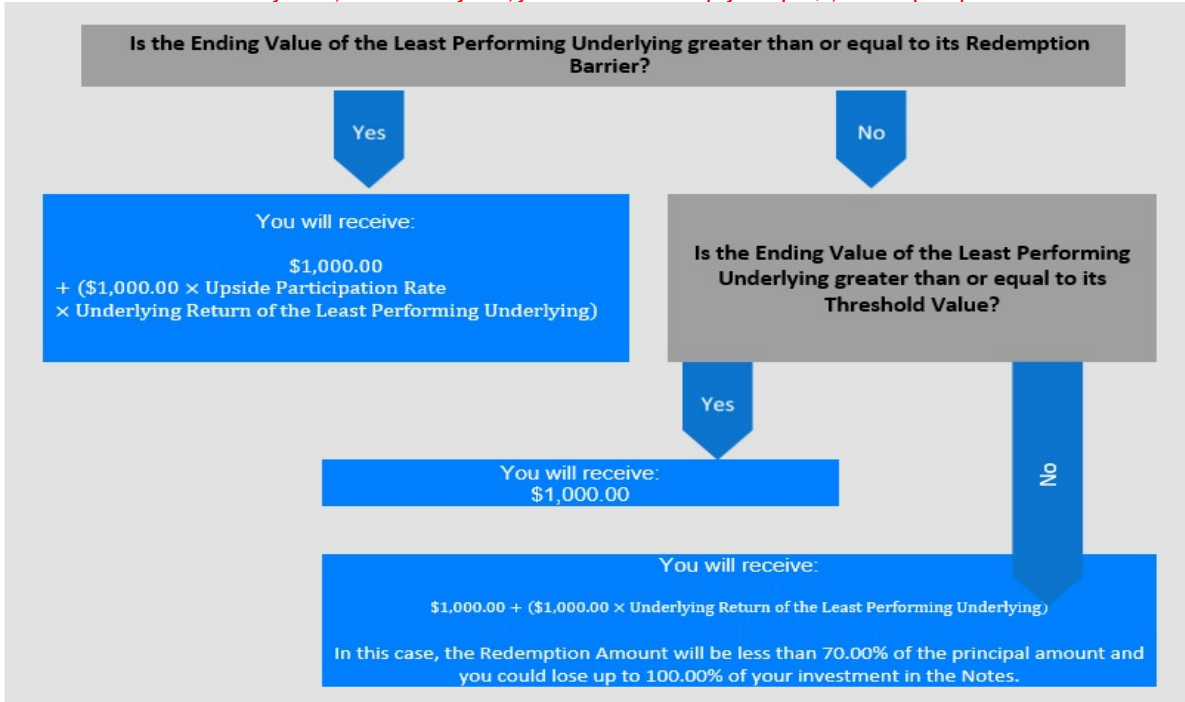 Is the Ending Value of the Least Performing Underlying greater than or equal to its Redemption
Barrier?
Yes
No
You will receive:
$1,000.00
+ ($1,000.00 × Upside Participation Rate
× Underlying Return of the Least Performing Underlying)
Is the Ending Value of the Least Performing
Underlying greater than or equal to its
Threshold Value?
Yes
No
You will receive:
$1,000.00
You will receive:
$1,000.00 + ($1,000.00 × Underlying Return of the Least Performing Underlying)
In this case, the Redemption Amount will be less than 70.00% of the principal amount and
you could lose up to 100.00% of your investment in the Notes.